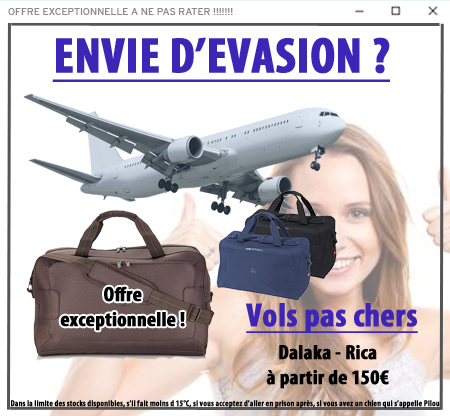 OFFRE EXCEPTIONNELLE A NE PAS RATER !!!!!!!
ENVIE D'EVASION ?
Offre
exceptionnelle !
Vols pas chers
Dalaka - Rica
à partir de 150€
Dans la limite des stocks disponibles, s'il fait moins d 15°C, si vous acceptez d'aller en prison après, si vous avez un chien qui s'appelle Pilou